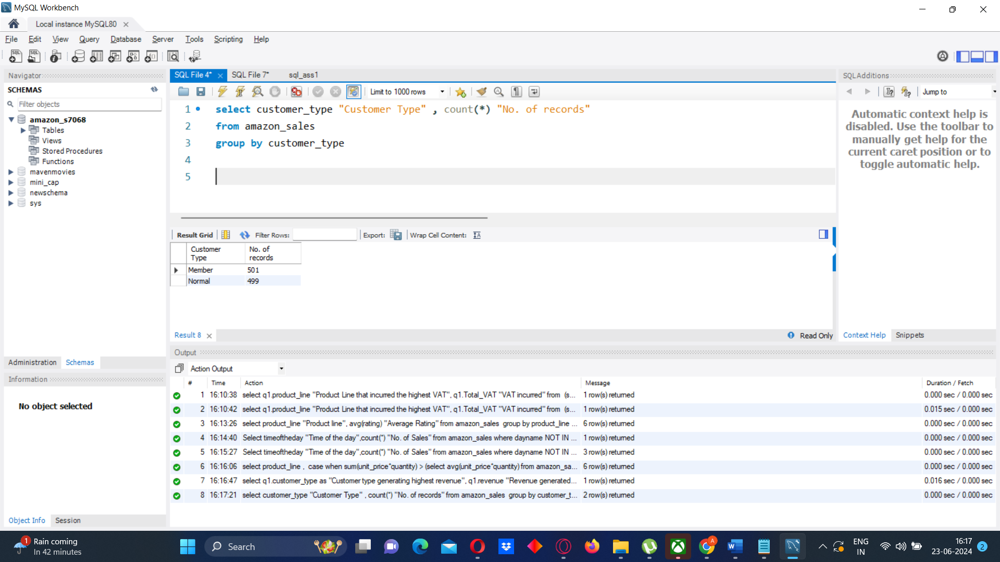 MySQL Workbench
Local instance MySQL80
File Edit View Query Database Server Tools Scripting Help
Navigator
SCHEMAS
Filter objects
amazon_s7068
Tables
Views
Stored Procedures
Functions
mavenmovies
mini_cap
newschema
sys
Administration Schemas
Information
No object selected
Object Info Session
SQL File 4* SQL File 7* sql_ass1
Limit to 1000 rows
1 select customer_type "Customer Type" , count(*) "No. of records"
2 from amazon_sales
3 group by customer_type
4
5
Result Grid Filter Rows: Export: Wrap Cell Content:
Customer Type No. of records
Member 501
Normal 499
Result 8 Read Only
SQLAdditions
Jump to
Automatic context help is
disabled. Use the toolbar to
manually get help for the
current caret position or to
toggle automatic help.
Context Help Snippets
Output
Action Output
# Time Action Message Duration / Fetch
1 16:10:38 select q1.product_line "Product Line that incurred the highest VAT", q1.Total_VAT "VAT incurred" from (s... 1 row(s) returned 0.000 sec / 0.000 sec
2 16:10:42 select q1.product_line "Product Line that incurred the highest VAT", q1.Total_VAT "VAT incurred" from (s... 1 row(s) returned 0.015 sec / 0.000 sec
3 16:13:26 select product_line "Product line", avg(rating) "Average Rating" from amazon_sales group by product_line ... 6 row(s) returned 0.000 sec / 0.000 sec
4 16:14:40 Select timeoftheday "Time of the day",count(*) "No. of Sales" from amazon_sales where dayname NOT IN ... 1 row(s) returned 0.000 sec / 0.000 sec
5 16:15:27 Select timeoftheday "Time of the day",count(*) "No. of Sales" from amazon_sales where dayname NOT IN ... 3 row(s) returned 0.000 sec / 0.000 sec
6 16:16:06 select product_line , case when sum(unit_price*quantity) > (select avg(unit_price*quantity) from amazon_sa... 6 row(s) returned 0.000 sec / 0.000 sec
7 16:16:47 select q1.customer_type as "Customer type generating highest revenue", q1.revenue "Revenue generated... 1 row(s) returned 0.016 sec / 0.000 sec
8 16:17:21 select customer_type "Customer Type" , count(*) "No. of records" from amazon_sales group by customer_t... 2 row(s) returned 0.000 sec / 0.000 sec
1 Rain coming
In 42 minutes
Search
A
ENG
IN
16:17
23-06-2024
2